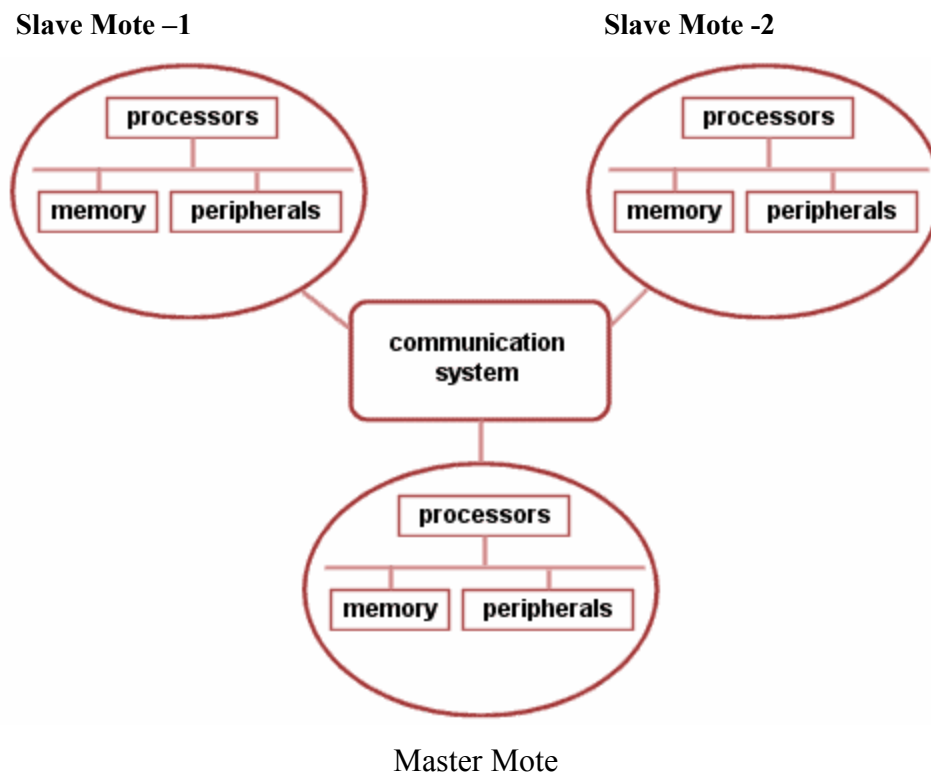 Slave Mote –1
Slave Mote -2
processors
memory
peripherals
processors
memory
peripherals
communication
system
processors
memory
peripherals
Master Mote